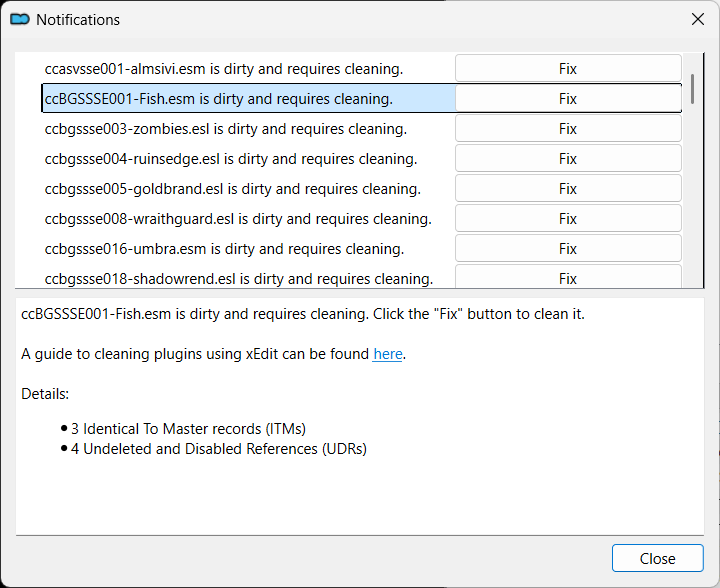 Notifications
ccasvsse001-almsivi.esm is dirty and requires cleaning. Fix
ccBGSSSE001-Fish.esm is dirty and requires cleaning. Fix
ccbgssse003-zombies.esl is dirty and requires cleaning. Fix
ccbgssse004-ruinsedge.esl is dirty and requires cleaning. Fix
ccbgssse005-goldbrand.esl is dirty and requires cleaning. Fix
ccbgssse008-wraithguard.esl is dirty and requires cleaning. Fix
ccbgssse016-umbra.esm is dirty and requires cleaning. Fix
ccbgssse018-shadowrend.esl is dirty and requires cleaning. Fix
ccBGSSSE001-Fish.esm is dirty and requires cleaning. Click the "Fix" button to clean it.
A guide to cleaning plugins using xEdit can be found here.
Details:
• 3 Identical To Master records (ITMs)
• 4 Undeleted and Disabled References (UDRs)
Close